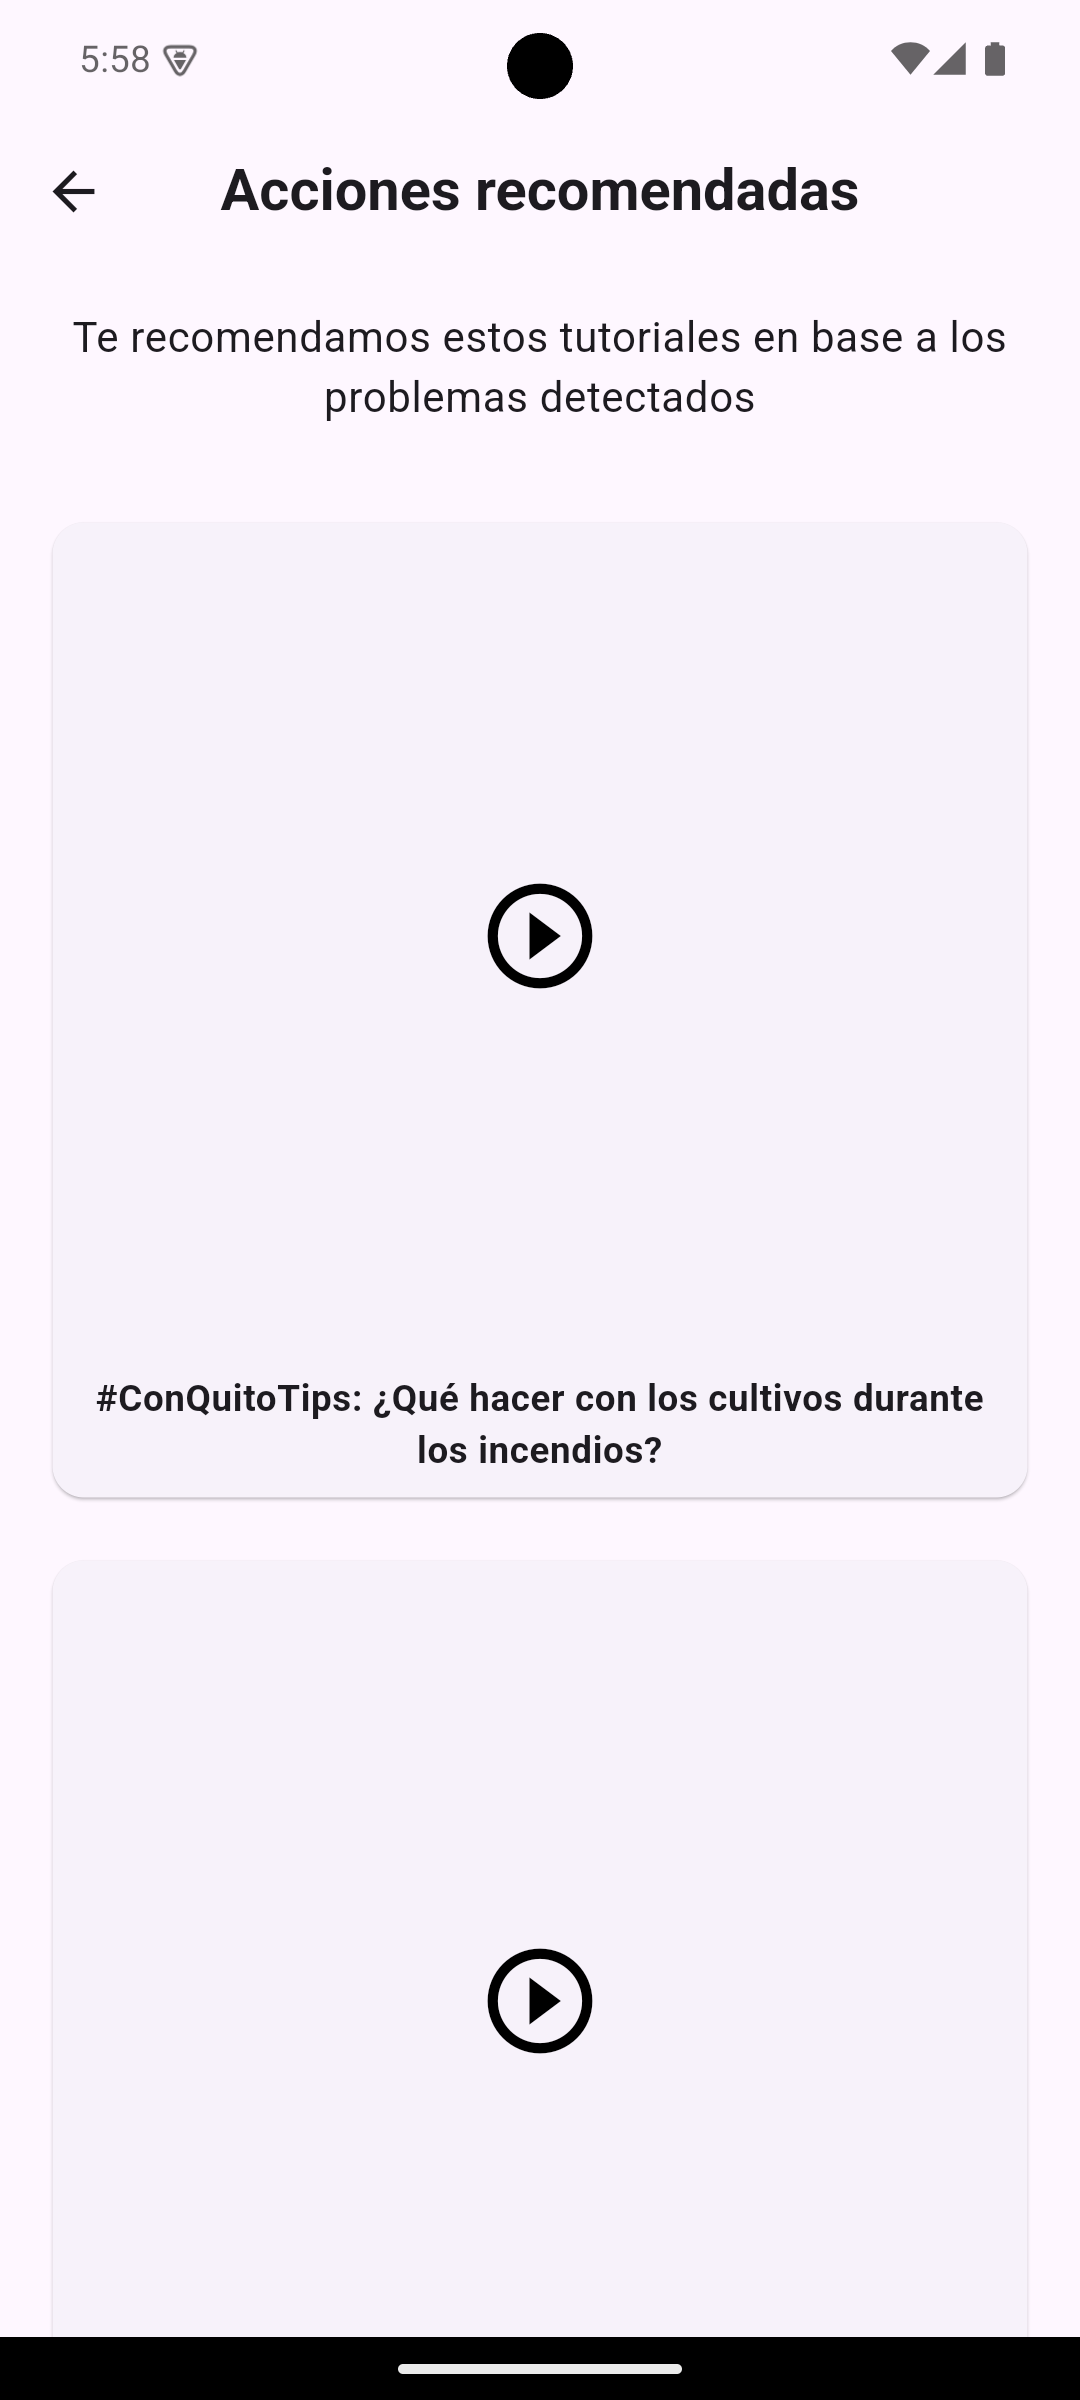 5:58
Acciones recomendadas
Te recomendamos estos tutoriales en base a los
problemas detectados
#ConQuitoTips: ¿Qué hacer con los cultivos durante
los incendios?